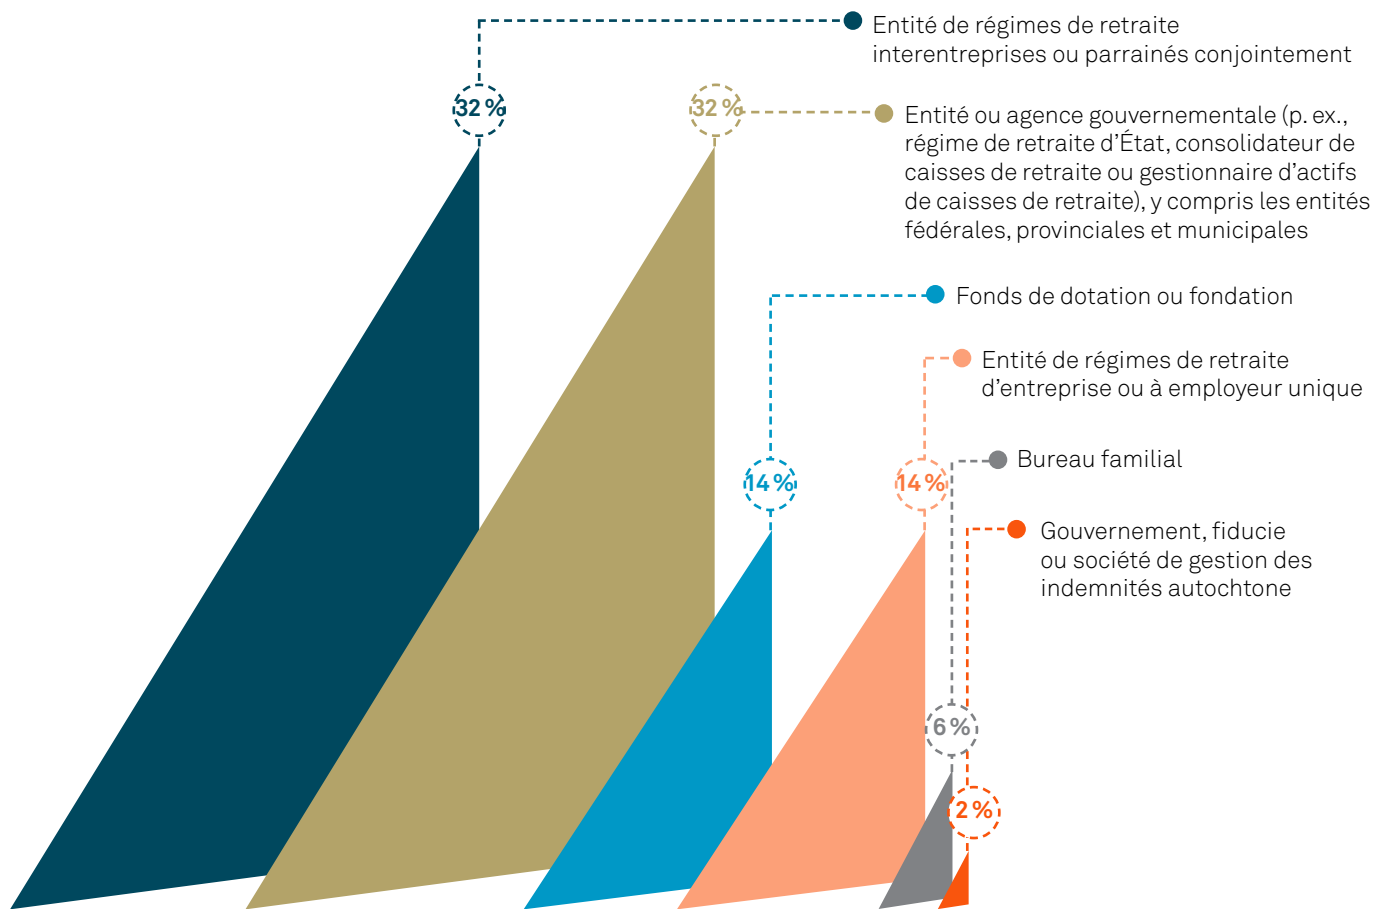 Entité de régimes de retraite
interentreprises ou parrainés conjointement
32 %
32 %
Entité ou agence gouvernementale (p. ex.,
régime de retraite d’État, consolidateur de
caisses de retraite ou gestionnaire d’actifs
de caisses de retraite), y compris les entités
fédérales, provinciales et municipales
Fonds de dotation ou fondation
14 %
Entité de régimes de retraite
d’entreprise ou à employeur unique
14 %
Bureau familial
6 %
Gouvernement, fiducie
ou société de gestion des
indemnités autochtone
2 %